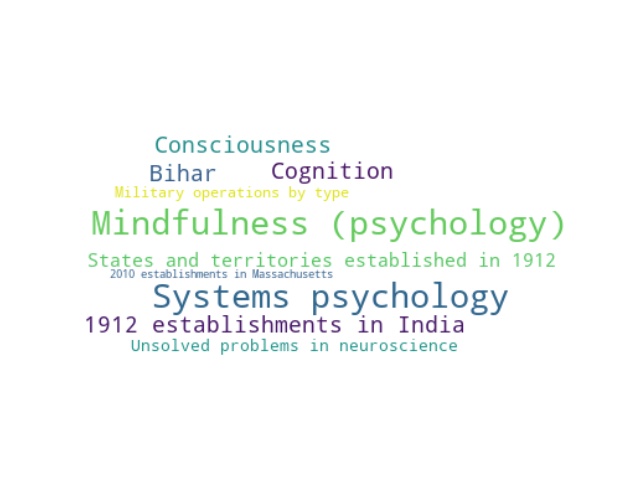 Consciousness
Bihar
Cognition
Military operations by type
Mindfulness (psychology)
States and territories established in 1912
2010 establishments in Massachusetts
Systems psychology
1912 establishments in India
Unsolved problems in neuroscience